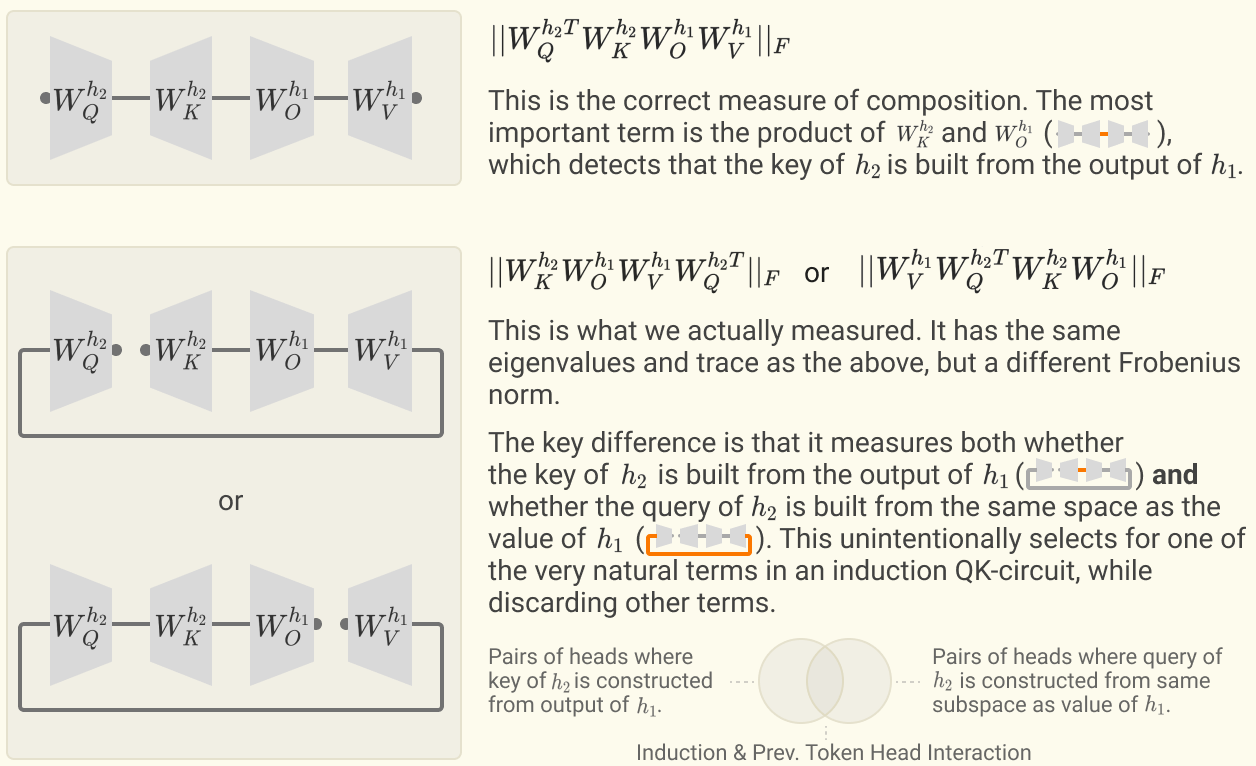 W_Q^{h_2} W_K^{h_2} W_O^{h_1} W_V^{h_1}
||W_Q^{h_2T} W_K^{h_2} W_O^{h_1} W_V^{h_1}||_F
This is the correct measure of composition. The most
important term is the product of W_K^{h_2} and W_O^{h_1} ( ),
which detects that the key of h_2 is built from the output of h_1.
W_Q^{h_2} W_K^{h_2} W_O^{h_1} W_V^{h_1}
or
W_Q^{h_2} W_K^{h_2} W_O^{h_1} W_V^{h_1}
||W_K^{h_2} W_O^{h_1} W_V^{h_1} W_Q^{h_2T}||_F or ||W_V^{h_1} W_Q^{h_2T} W_K^{h_2} W_O^{h_1}||_F
This is what we actually measured. It has the same
eigenvalues and trace as the above, but a different Frobenius
norm.
The key difference is that it measures both whether
the key of h_2 is built from the output of h_1 ( ) and
whether the query of h_2 is built from the same space as the
value of h_1 ( ). This unintentionally selects for one of
the very natural terms in an induction QK-circuit, while
discarding other terms.
Pairs of heads where
key of h_2 is constructed
from output of h_1.
Pairs of heads where query of
h_2 is constructed from same
subspace as value of h_1.
Induction & Prev. Token Head Interaction